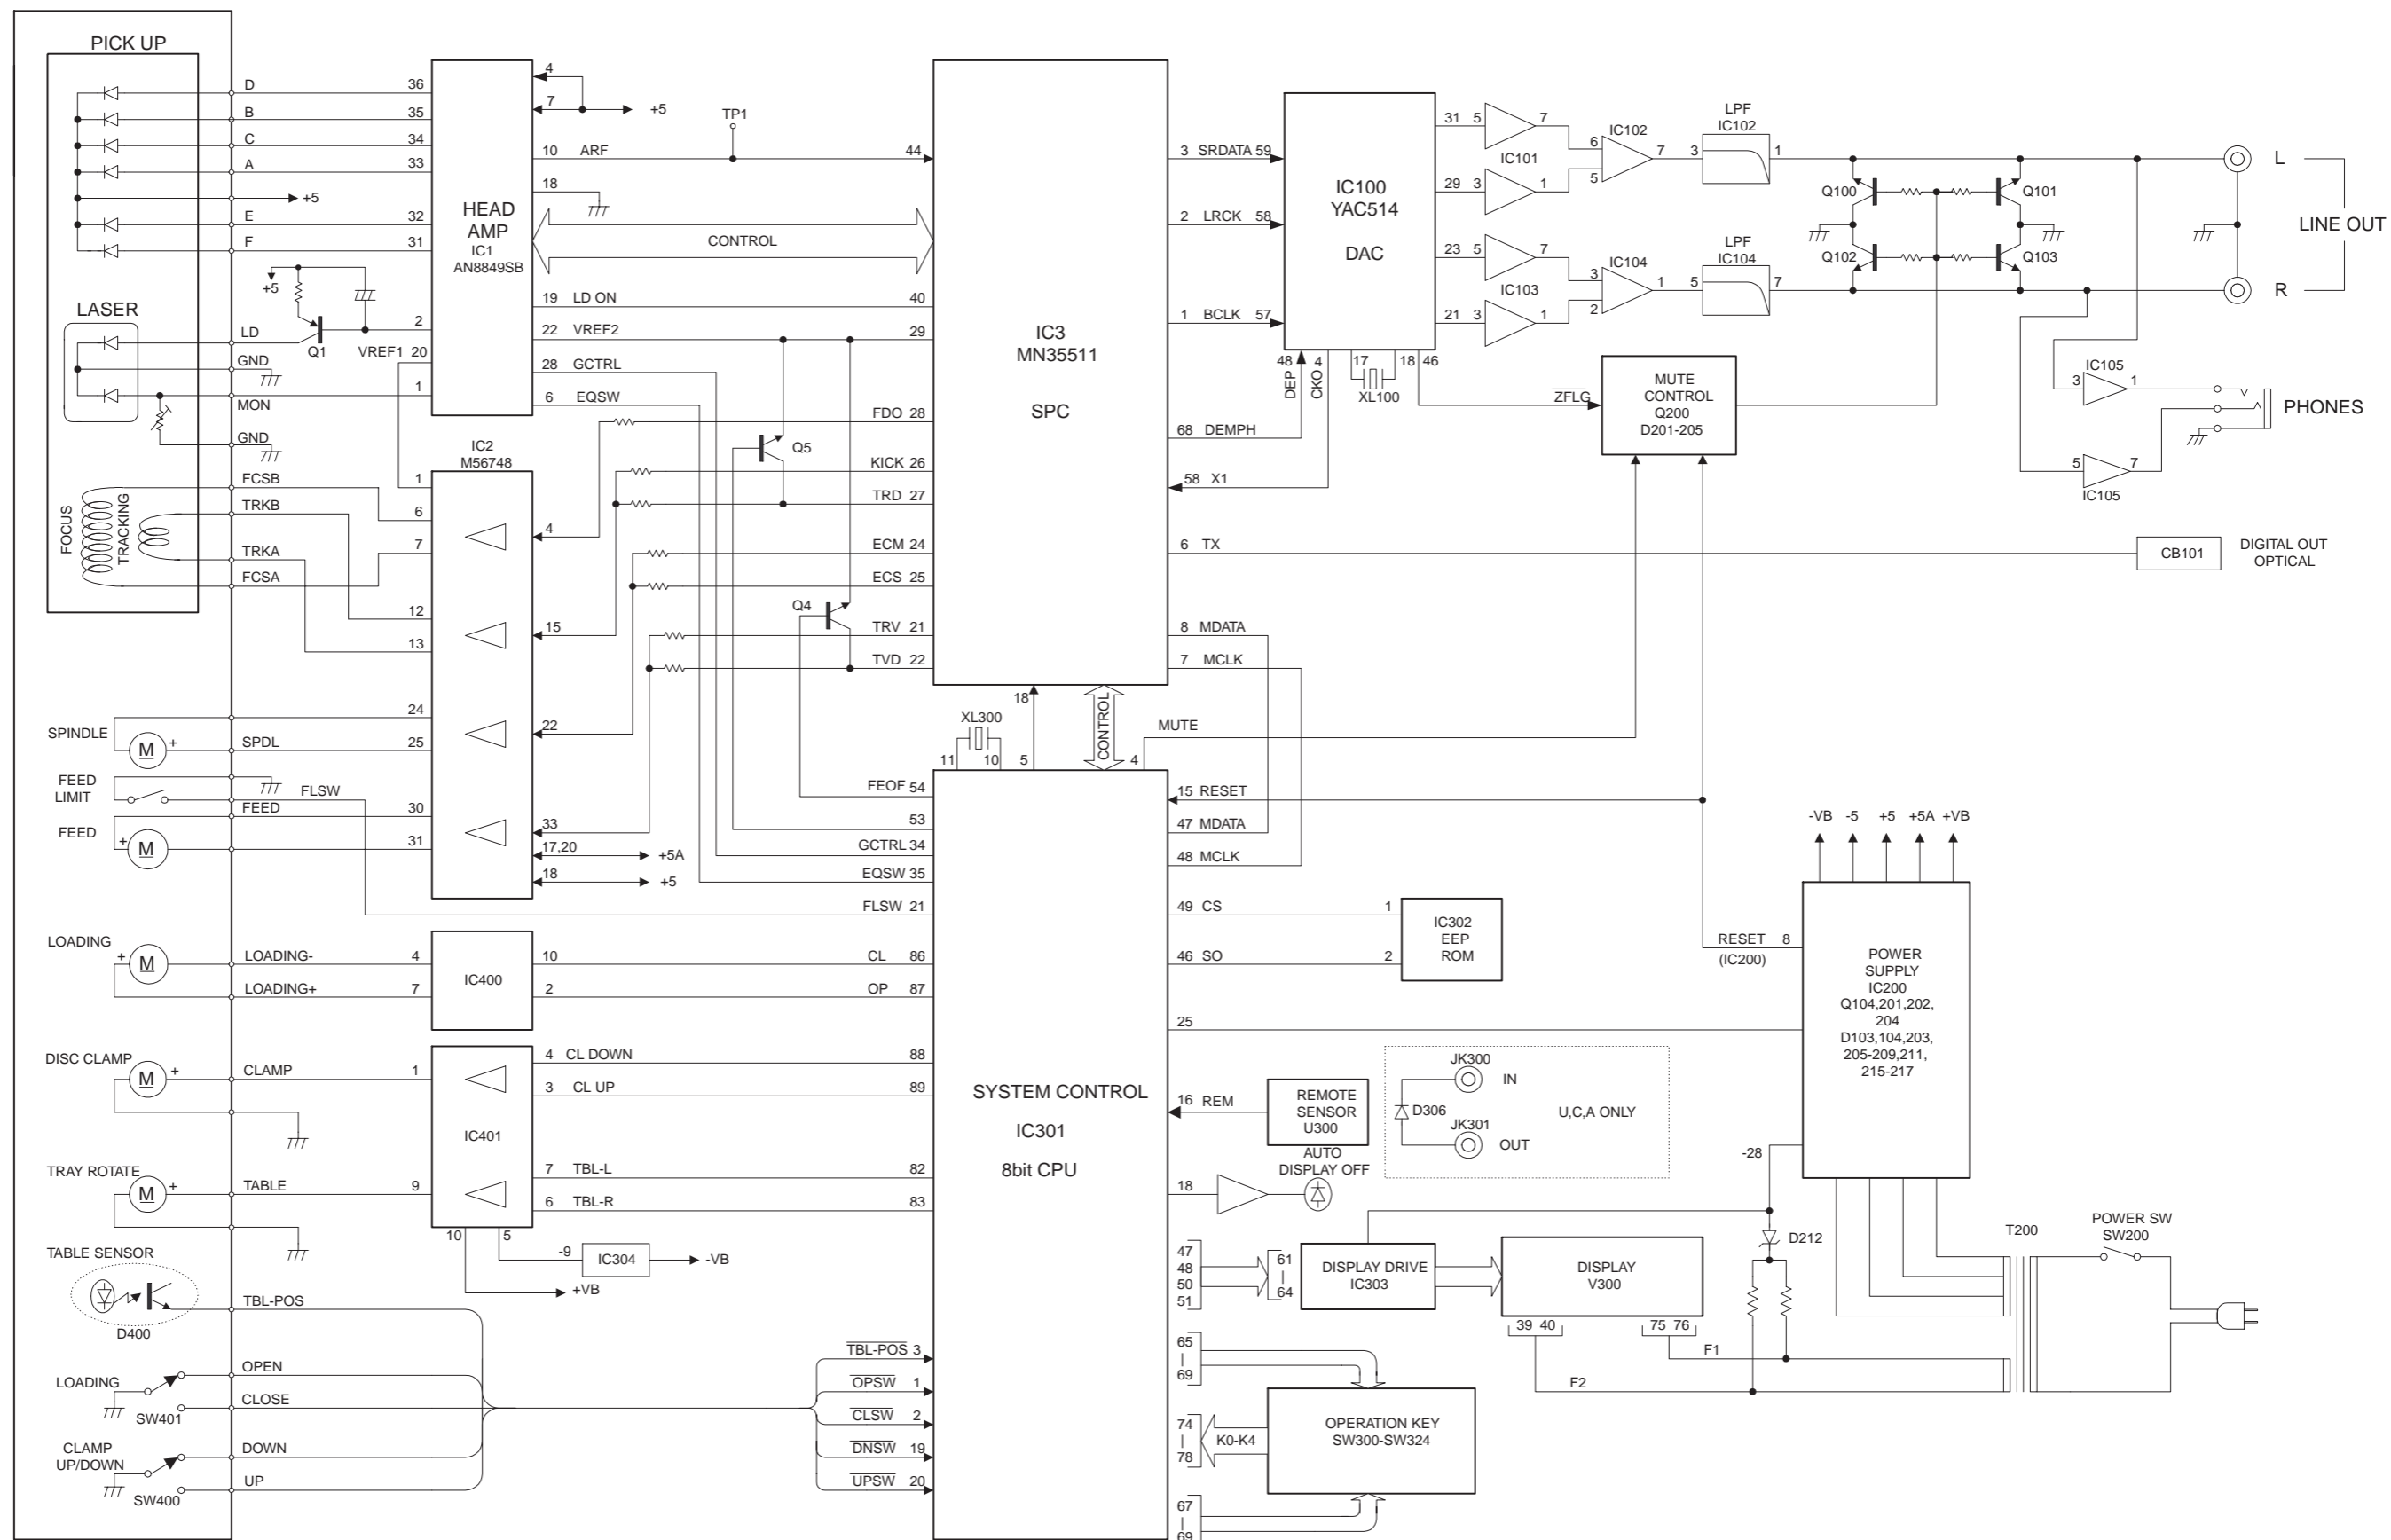 PICK UP
D 36
B 35
C 34
A 33
+5
E 32
F 31
+5
LASER
LD
Q1
2
VREF1 20
GND
1
MON
GND
HEAD
AMP
IC1
AN8849SB
4
7
+5
10 ARF
TP1
44
18
CONTROL
19 LD ON 40
22 VREF2 29
28 GCTRL
6 EQSW
IC2
M56748
FOCUS
TRACKING
FCSB
TRKB
TRKA
FCSA
1
6
7
12
13
4
15
22
33
17,20 +5A
18 +5
Q5
Q4
FDO 28
KICK 26
TRD 27
ECM 24
ECS 25
TRV 21
TVD 22
IC3
MN35511
SPC
3 SRDATA 59
2 LRCK 58
1 BCLK 57
68 DEMPH
58 X1
6 TX
8 MDATA
7 MCLK
18
CONTROL
IC100
YAC514
DAC
31 5 7
IC101
29 3 1
23 5 7
IC103
21 3 1
48
DEP
4
CKO
17
18
46
XL100
IC102
6
5
7
LPF
IC102
3
1
IC104
3
2
1
LPF
IC104
5
7
Q100
Q101
Q102
Q103
L
LINE OUT
R
ZFLG
MUTE
CONTROL
Q200
D201-205
IC105
3
1
5
7
IC105
PHONES
CB101
DIGITAL OUT
OPTICAL
SPINDLE
M
+
SPDL
24
25
FEED
LIMIT
FLSW
FEED
30
FEED
+
M
31
XL300
11
10
5
4
MUTE
FEOF 54
53
GCTRL 34
EQSW 35
FLSW 21
15 RESET
47 MDATA
48 MCLK
49 CS 1
46 SO 2
IC302
EEP
ROM
25
-VB -5 +5 +5A +VB
RESET 8
(IC200)
POWER
SUPPLY
IC200
Q104,201,202,
204
D103,104,203,
205-209,211,
215-217
LOADING
+
M
LOADING- 4
LOADING+ 7
IC400
10 CL 86
2 OP 87
DISC CLAMP
M
+
CLAMP 1
IC401
4 CL DOWN 88
3 CL UP 89
TRAY ROTATE
M
+
TABLE 9
7 TBL-L 82
6 TBL-R 83
10
5
-9
IC304
-VB
+VB
SYSTEM CONTROL
IC301
8bit CPU
16 REM
REMOTE
SENSOR
U300
JK300
IN
D306
JK301
OUT
U,C,A ONLY
18
AUTO
DISPLAY OFF
-28
D212
T200
POWER SW
SW200
47
48
50
51
61
|
64
DISPLAY DRIVE
IC303
DISPLAY
V300
39 40
75 76
F1
F2
TABLE SENSOR
D400
TBL-POS
LOADING
SW401
OPEN
CLOSE
CLAMP
UP/DOWN
SW400
DOWN
UP
TBL-POS 3
OPSW 1
CLSW 2
DNSW 19
UPSW 20
65
|
69
OPERATION KEY
SW300-SW324
74
|
78
K0-K4
67
|
69